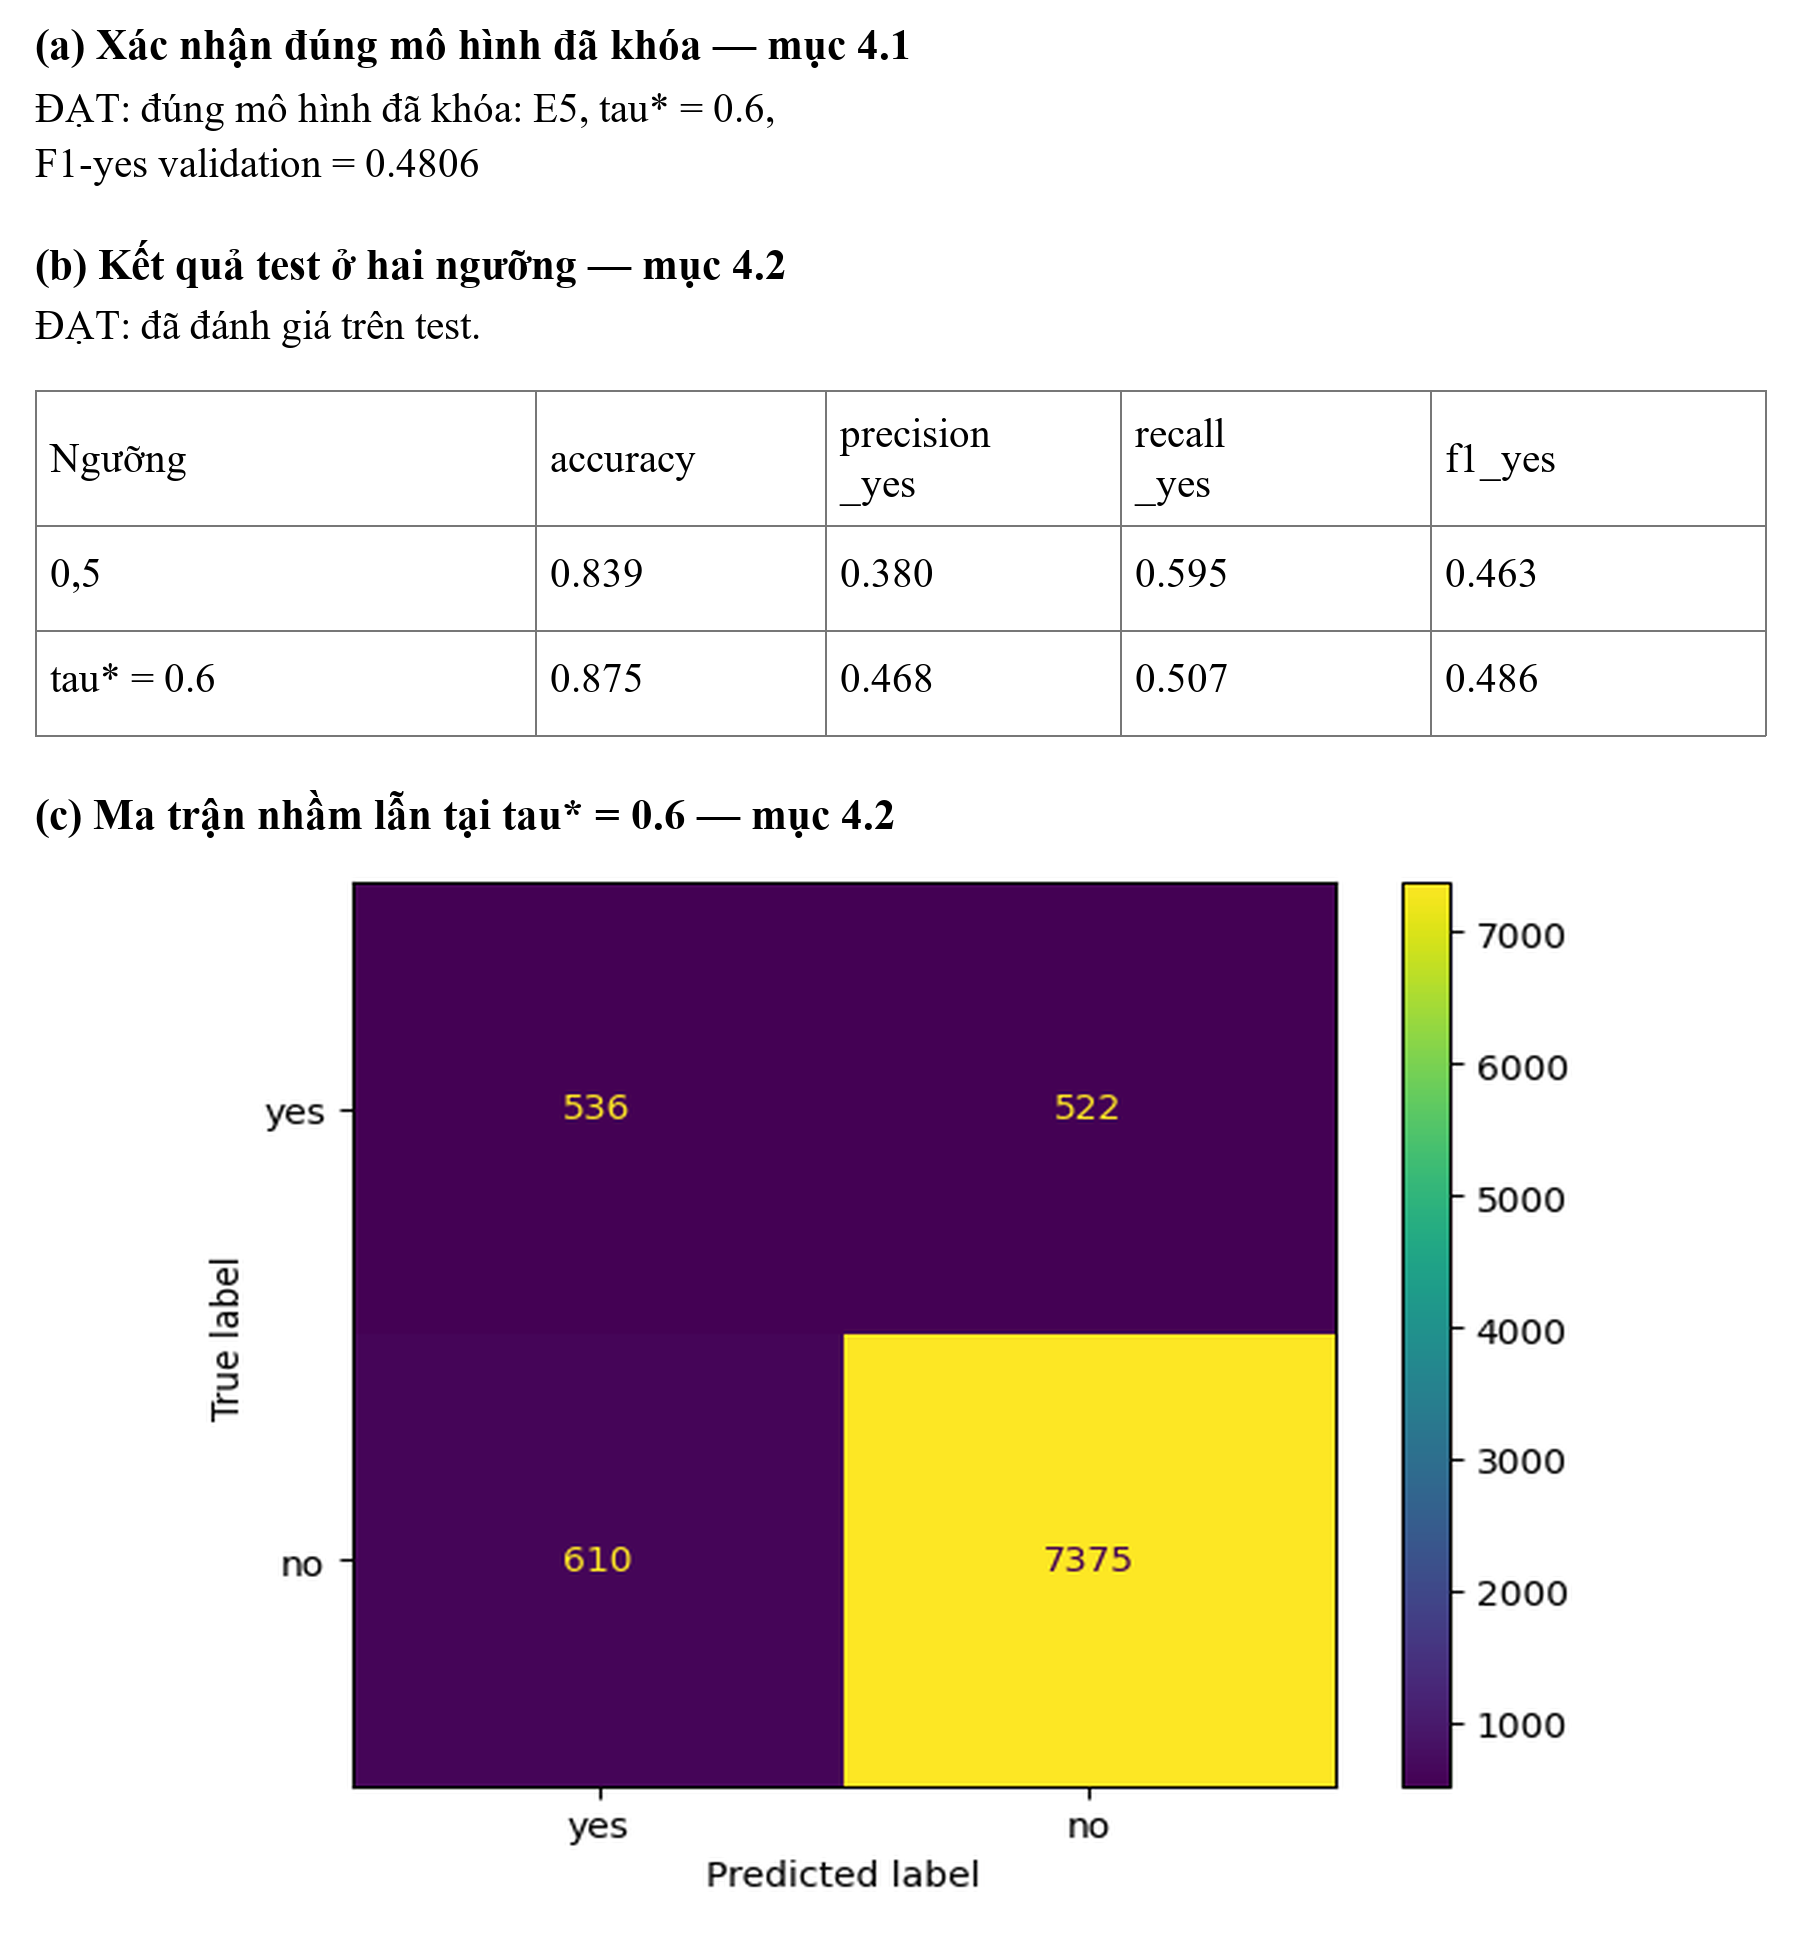 (a) Xác nhận đúng mô hình đã khóa — mục 4.1
ĐẠT: đúng mô hình đã khóa: E5, tau* = 0.6,
F1-yes validation = 0.4806
(b) Kết quả test ở hai ngưỡng — mục 4.2
ĐẠT: đã đánh giá trên test.
Ngưỡng accuracy precision _yes recall _yes f1_yes
0,5 0.839 0.380 0.595 0.463
tau* = 0.6 0.875 0.468 0.507 0.486
(c) Ma trận nhầm lẫn tại tau* = 0.6 — mục 4.2
7000
6000
yes 536 522
5000
True label
4000
3000
no 610 7375
2000
1000
yes no
Predicted label